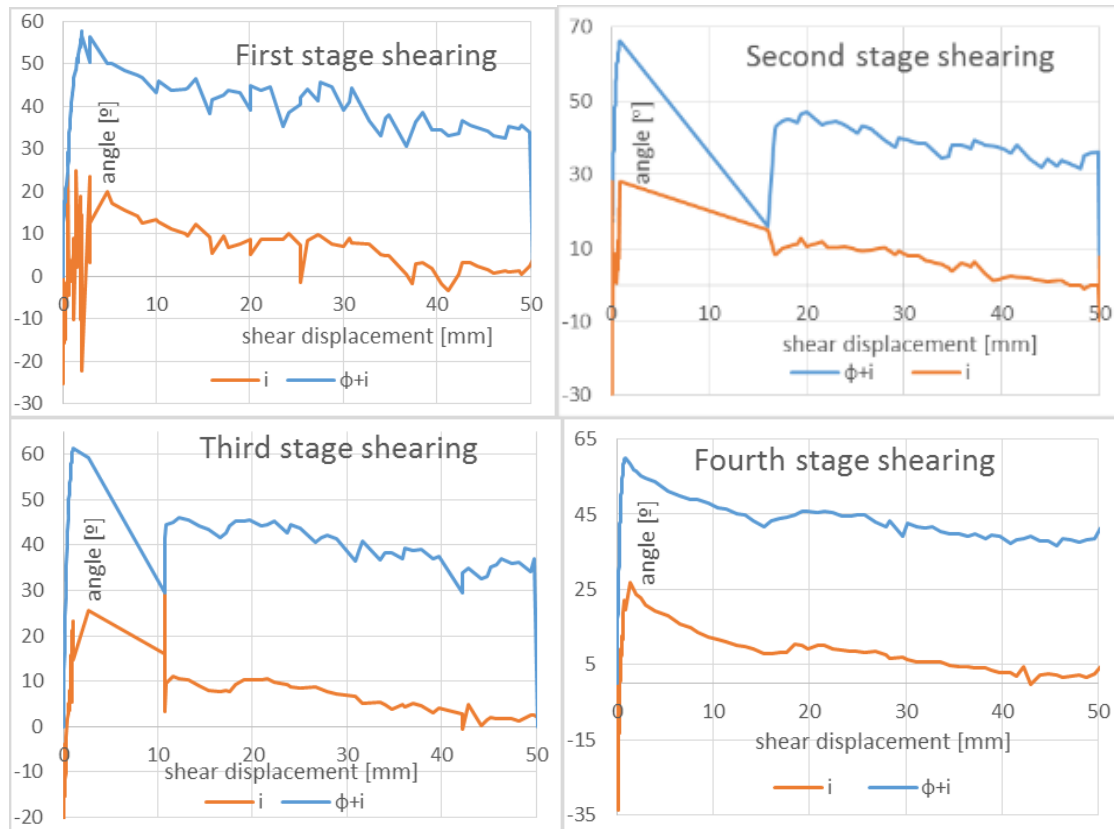 First stage shearing
60
50
40
30
20
10
0
-10
-20
-30
angle [º]
0 10 20 30 40 50
shear displacement [mm]
i ϕ+i
Second stage shearing
70
50
30
10
-10
-30
angle [º]
0 10 20 30 40 50
shear displacement [mm]
ϕ+i i
Third stage shearing
60
50
40
30
20
10
0
-10
-20
angle [º]
0 10 20 30 40 50
shear displacement [mm]
i ϕ+i
Fourth stage shearing
65
45
25
5
-15
-35
angle [º]
0 10 20 30 40 50
shear displacement [mm]
i ϕ+i